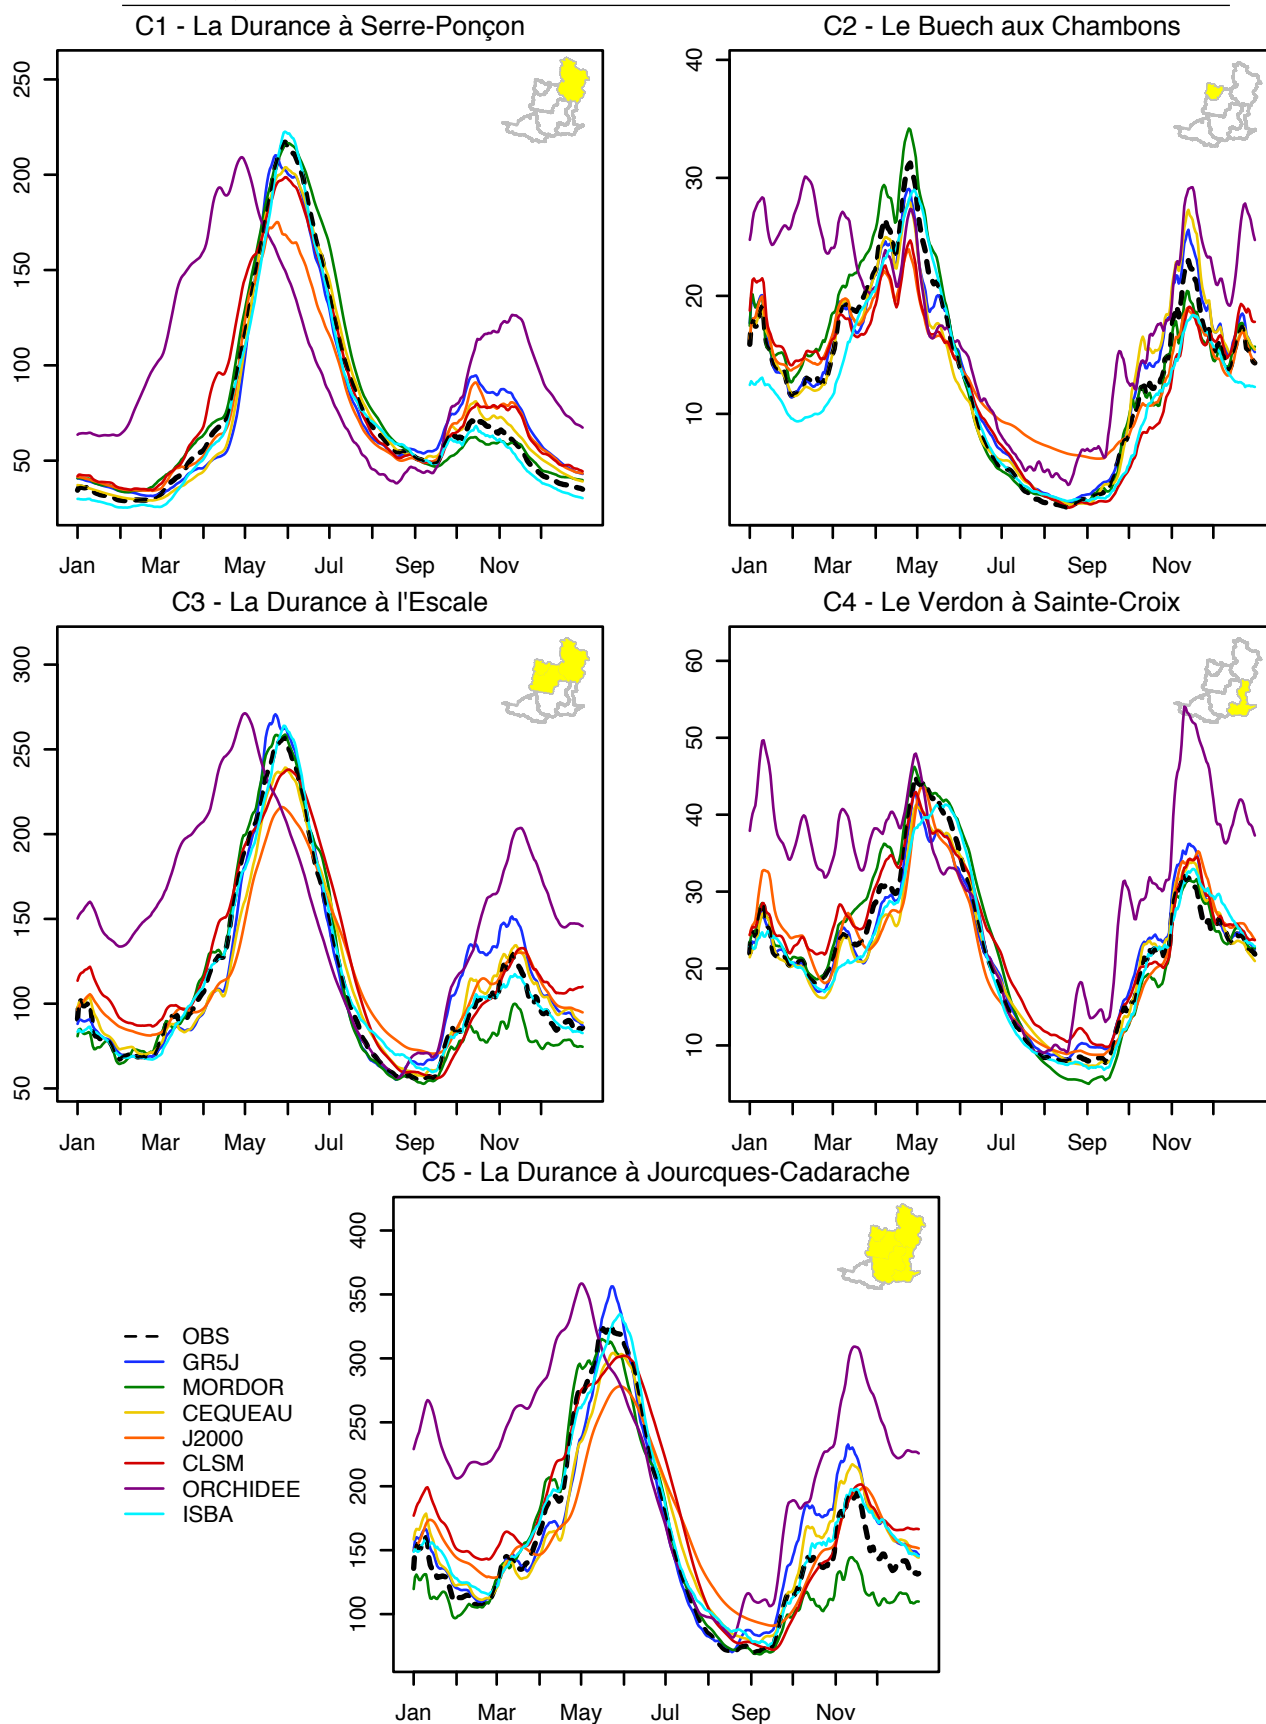 C1 - La Durance à Serre-Ponçon
C2 - Le Buech aux Chambons
250
200
150
100
50
Jan Mar May Jul Sep Nov
40
30
20
10
Jan Mar May Jul Sep Nov
C3 - La Durance à l'Escale
C4 - Le Verdon à Sainte-Croix
300
250
200
150
100
50
Jan Mar May Jul Sep Nov
60
50
40
30
20
10
Jan Mar May Jul Sep Nov
C5 - La Durance à Jourcques-Cadarache
400
350
300
250
200
150
100
Jan Mar May Jul Sep Nov
OBS
GR5J
MORDOR
CEQUEAU
J2000
CLSM
ORCHIDEE
ISBA